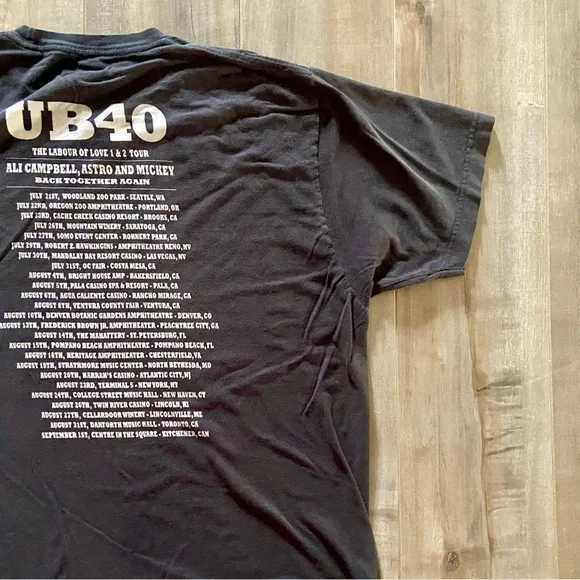 UB40
THE LABOUR OF LOVE 1 & 2 TOUR
ALI CAMPBELL, ASTRO AND MICKEY
BACK TOGETHER AGAIN
JULY 21ST, WOODLAND ZOO PARK - SEATTLE, WA
JULY 22ND, OREGON ZOO AMPHITHEATRE - PORTLAND, OR
JULY 23RD, CACHE CREEK CASINO RESORT - BROOKS, CA
JULY 26TH, MOUNTAIN WINERY - SARATOGA, CA
JULY 27TH, SOMO EVENT CENTER - ROHNERT PARK, CA
JULY 29TH, ROBERT Z. HAWKINGINS - AMPHITHEATRE RENO, NV
JULY 30TH, MANDALAY BAY RESORT CASINO - LAS VEGAS, NV
JULY 31ST, OC FAIR - COSTA MESA, CA
AUGUST 4TH, BRIGHT HOUSE AMP - BAKERSFIELD, CA
AUGUST 5TH, PALA CASINO SPA & RESORT - PALA, CA
AUGUST 6TH, AGUA CALIENTE CASINO - RANCHO MIRAGE, CA
AUGUST 8TH, VENTURA COUNTY FAIR - VENTURA, CA
AUGUST 10TH, DENVER BOTANIC GARDENS AMPHITHEATRE - DENVER, CO
AUGUST 13TH, FREDERICK BROWN JR. AMPHITHEATER - PEACHTREE CITY, GA
AUGUST 14TH, THE MAHAFTERY - ST. PETERSBURG, FL
AUGUST 15TH, POMPANO BEACH AMPHITHEATRE - POMPANO BEACH, FL
AUGUST 18TH, HERITAGE AMPHITHEATER - CHESTERFIELD, VA
AUGUST 19TH, STRATHMORE MUSIC CENTER - NORTH BETHESDA, MD
AUGUST 20TH, HARRAH'S CASINO - ATLANTIC CITY, NJ
AUGUST 23RD, TERMINAL 5 - NEW YORK, NY
AUGUST 24TH, COLLEGE STREET MUSIC HALL - NEW HAVEN, CT
AUGUST 26TH, TWIN RIVER CASINO - LINCOLN, RI
AUGUST 27TH, CELLARDOOR WINERY - LINCOLNVILLE, ME
AUGUST 31ST, DANFORTH MUSIC HALL - TORONTO, CA
SEPTEMBER 1ST, CENTRE IN THE SQUARE - KITCHENER, CAN